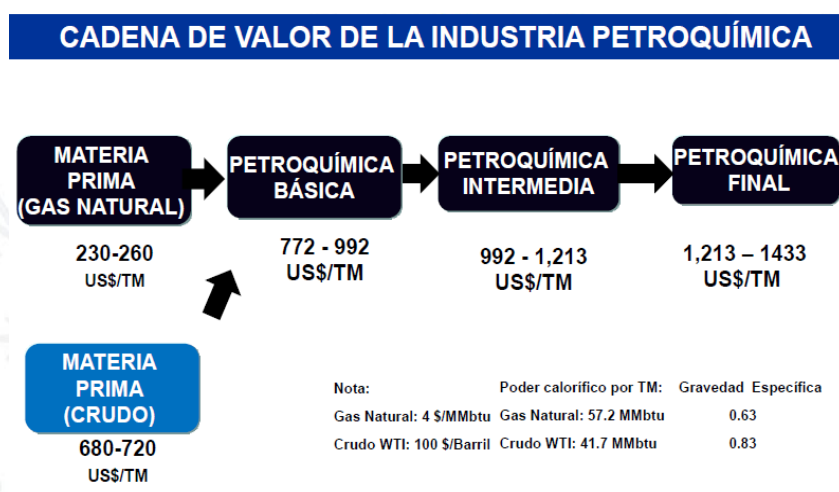 CADENA DE VALOR DE LA INDUSTRIA PETROQUÍMICA
MATERIA
PRIMA
(GAS NATURAL)
230-260
US$/TM
PETROQUÍMICA
BÁSICA
772 - 992
US$/TM
PETROQUÍMICA
INTERMEDIA
992 - 1,213
US$/TM
PETROQUÍMICA
FINAL
1,213 – 1433
US$/TM
MATERIA
PRIMA
(CRUDO)
680-720
US$/TM
Nota: Poder calorífico por TM: Gravedad Específica
Gas Natural: 4 $/MMbtu Gas Natural: 57.2 MMbtu 0.63
Crudo WTI: 100 $/Barril Crudo WTI: 41.7 MMbtu 0.83